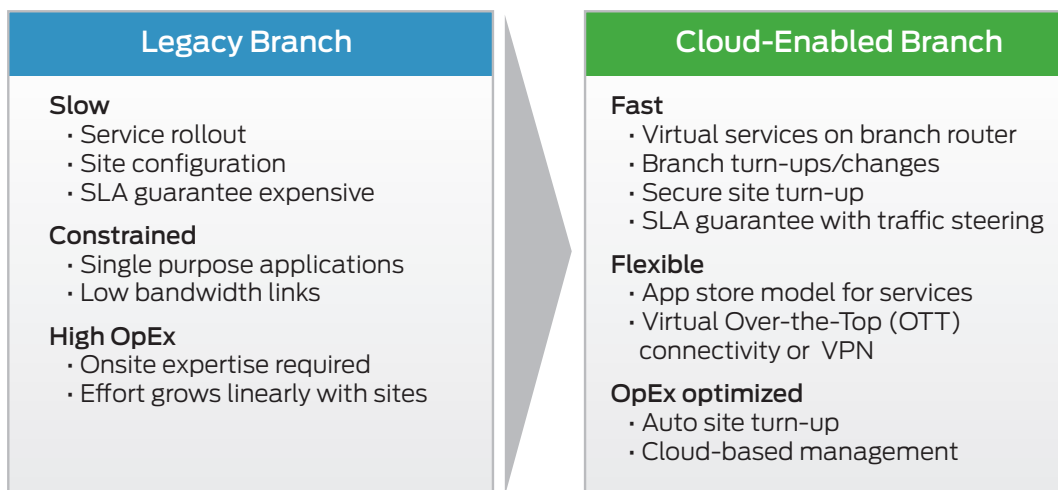 Legacy Branch
Slow
· Service rollout
· Site configuration
· SLA guarantee expensive
Constrained
· Single purpose applications
· Low bandwidth links
High OpEx
· Onsite expertise required
· Effort grows linearly with sites
Cloud-Enabled Branch
Fast
· Virtual services on branch router
· Branch turn-ups/changes
· Secure site turn-up
· SLA guarantee with traffic steering
Flexible
· App store model for services
· Virtual Over-the-Top (OTT)
connectivity or VPN
OpEx optimized
· Auto site turn-up
· Cloud-based management